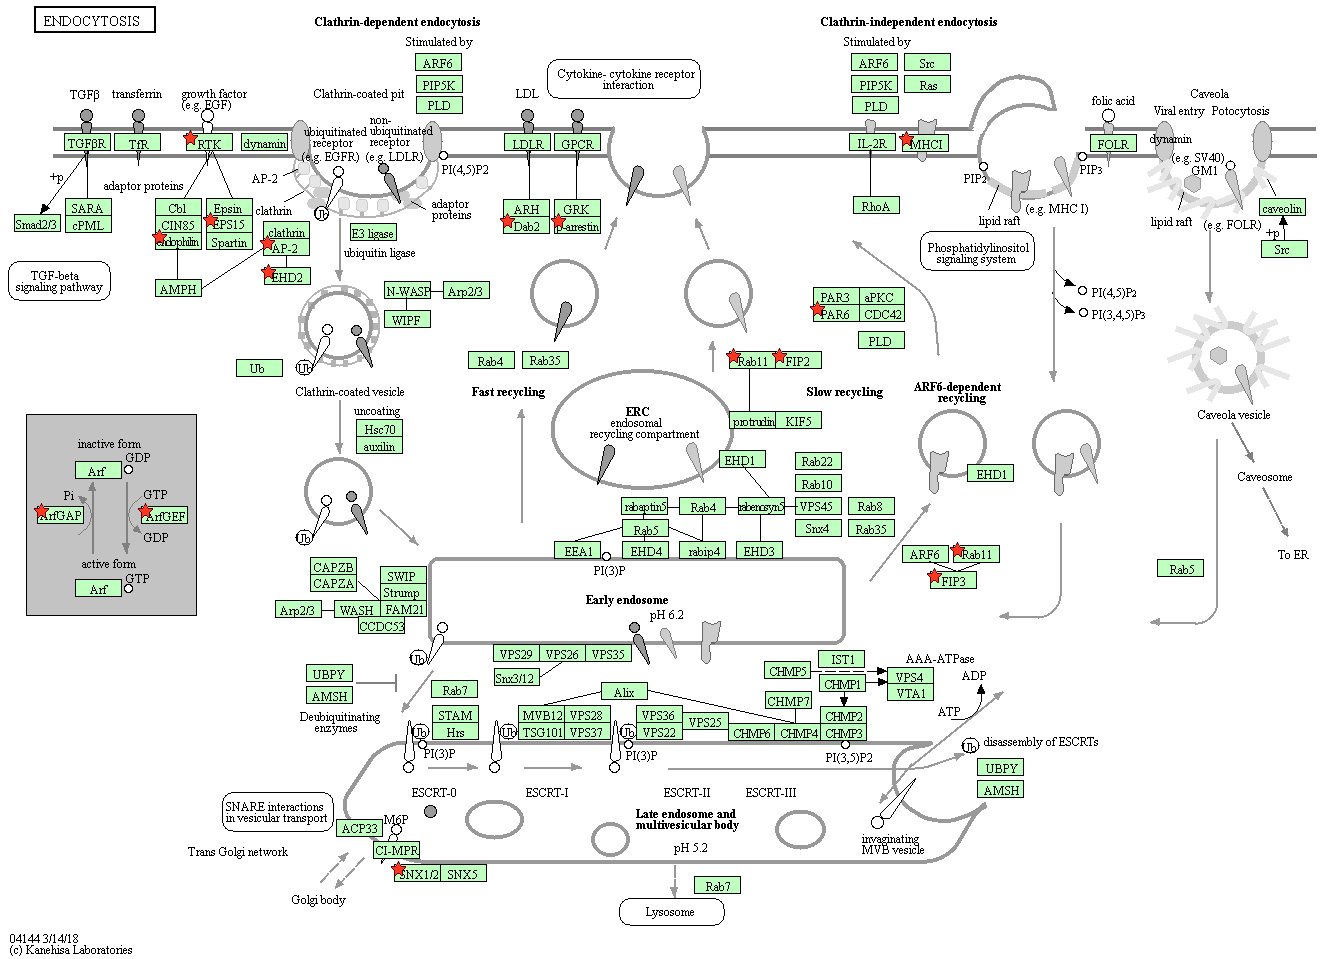 ENDOCYTOSIS
Clathrin-dependent endocytosis
Clathrin-independent endocytosis
Stimulated by
ARF6
PIP5K
PLD
Cytokine- cytokine receptor
interaction
Stimulated by
ARF6
Src
PIP5K
Ras
PLD
TGFβ
transferrin
growth factor
(e.g. EGF)
Clathrin-coated pit
LDL
folic acid
Caveola
Viral entry
Potocytosis
TGFβR
TfR
RTK
dynamin
ubiquitinated
receptor
(e.g. EGFR)
non-
ubiquitinated
receptor
(e.g. LDLR)
LDLR
GPCR
IL-2R
MHCI
FOLR
dynamin
(e.g. SV40)
GM1
PI(4,5)P2
PIP2
PIP3
+p
adaptor proteins
AP-2
clathrin
adaptor
proteins
Ub
lipid raft
(e.g. MHC I)
lipid raft
(e.g. FOLR)
Smad2/3
SARA
cPML
Cbl
CIN85
Epsin
EPS15
Spartin
AMPH
clathrin
AP-2
EHD2
E3 ligase
ubiquitin ligase
ARH
Dab2
GRK
RhoA
caveolin
+p
Src
TGF-beta
signaling pathway
Phosphatidylinositol
signaling system
PI(4,5)P2
PI(3,4,5)P3
N-WASP
Arp2/3
WIPF
PAR3
aPKC
PAR6
CDC42
PLD
Ub
Ub
Clathrin-coated vesicle
Rab4
Rab35
Rab11
FIP2
Fast recycling
Slow recycling
ARF6-dependent
recycling
ERC
endosomal
recycling compartment
protrudin
KIF5
uncoating
Hsc70
auxilin
Caveola vesicle
Caveosome
To ER
inactive form
Arf
GDP
Pi
GTP
ArfGAP
ArfGEF
GDP
active form
Arf
GTP
EHD1
Rab22
Rab10
EHD1
rabaptin5
Rab4
rabenosyn5
VPS45
Rab8
Rab5
Snx4
Rab35
EEA1
EHD4
rabip4
EHD3
PI(3)P
Ub
ARF6
Rab11
FIP3
Rab5
CAPZB
CAPZA
SWIP
Strump
Arp2/3
WASH
FAM21
CCDC53
Early endosome
pH 6.2
Ub
VPS29
VPS26
VPS35
Snx3/12
UBPY
AMSH
Deubiquitinating
enzymes
Rab7
Alix
IST1
CHMP5
CHMP1
CHMP7
AAA-ATPase
VPS4
VTA1
ADP
ATP
STAM
Hrs
Ub
MVB12
VPS28
TSG101
VPS37
Ub
VPS36
VPS22
VPS25
Ub
CHMP2
CHMP6
CHMP4
CHMP3
PI(3)P
PI(3)P
PI(3,5)P2
Ub
disassembly of ESCRTs
UBPY
AMSH
ESCRT-0
ESCRT-I
ESCRT-II
ESCRT-III
Late endosome and
multivesicular body
pH 5.2
invaginating
MVB vesicle
SNARE interactions
in vesicular transport
ACP33
M6P
CI-MPR
SNX1/2
SNX5
Trans Golgi network
Golgi body
Rab7
Lysosome
04144 3/14/18
(c) Kanehisa Laboratories